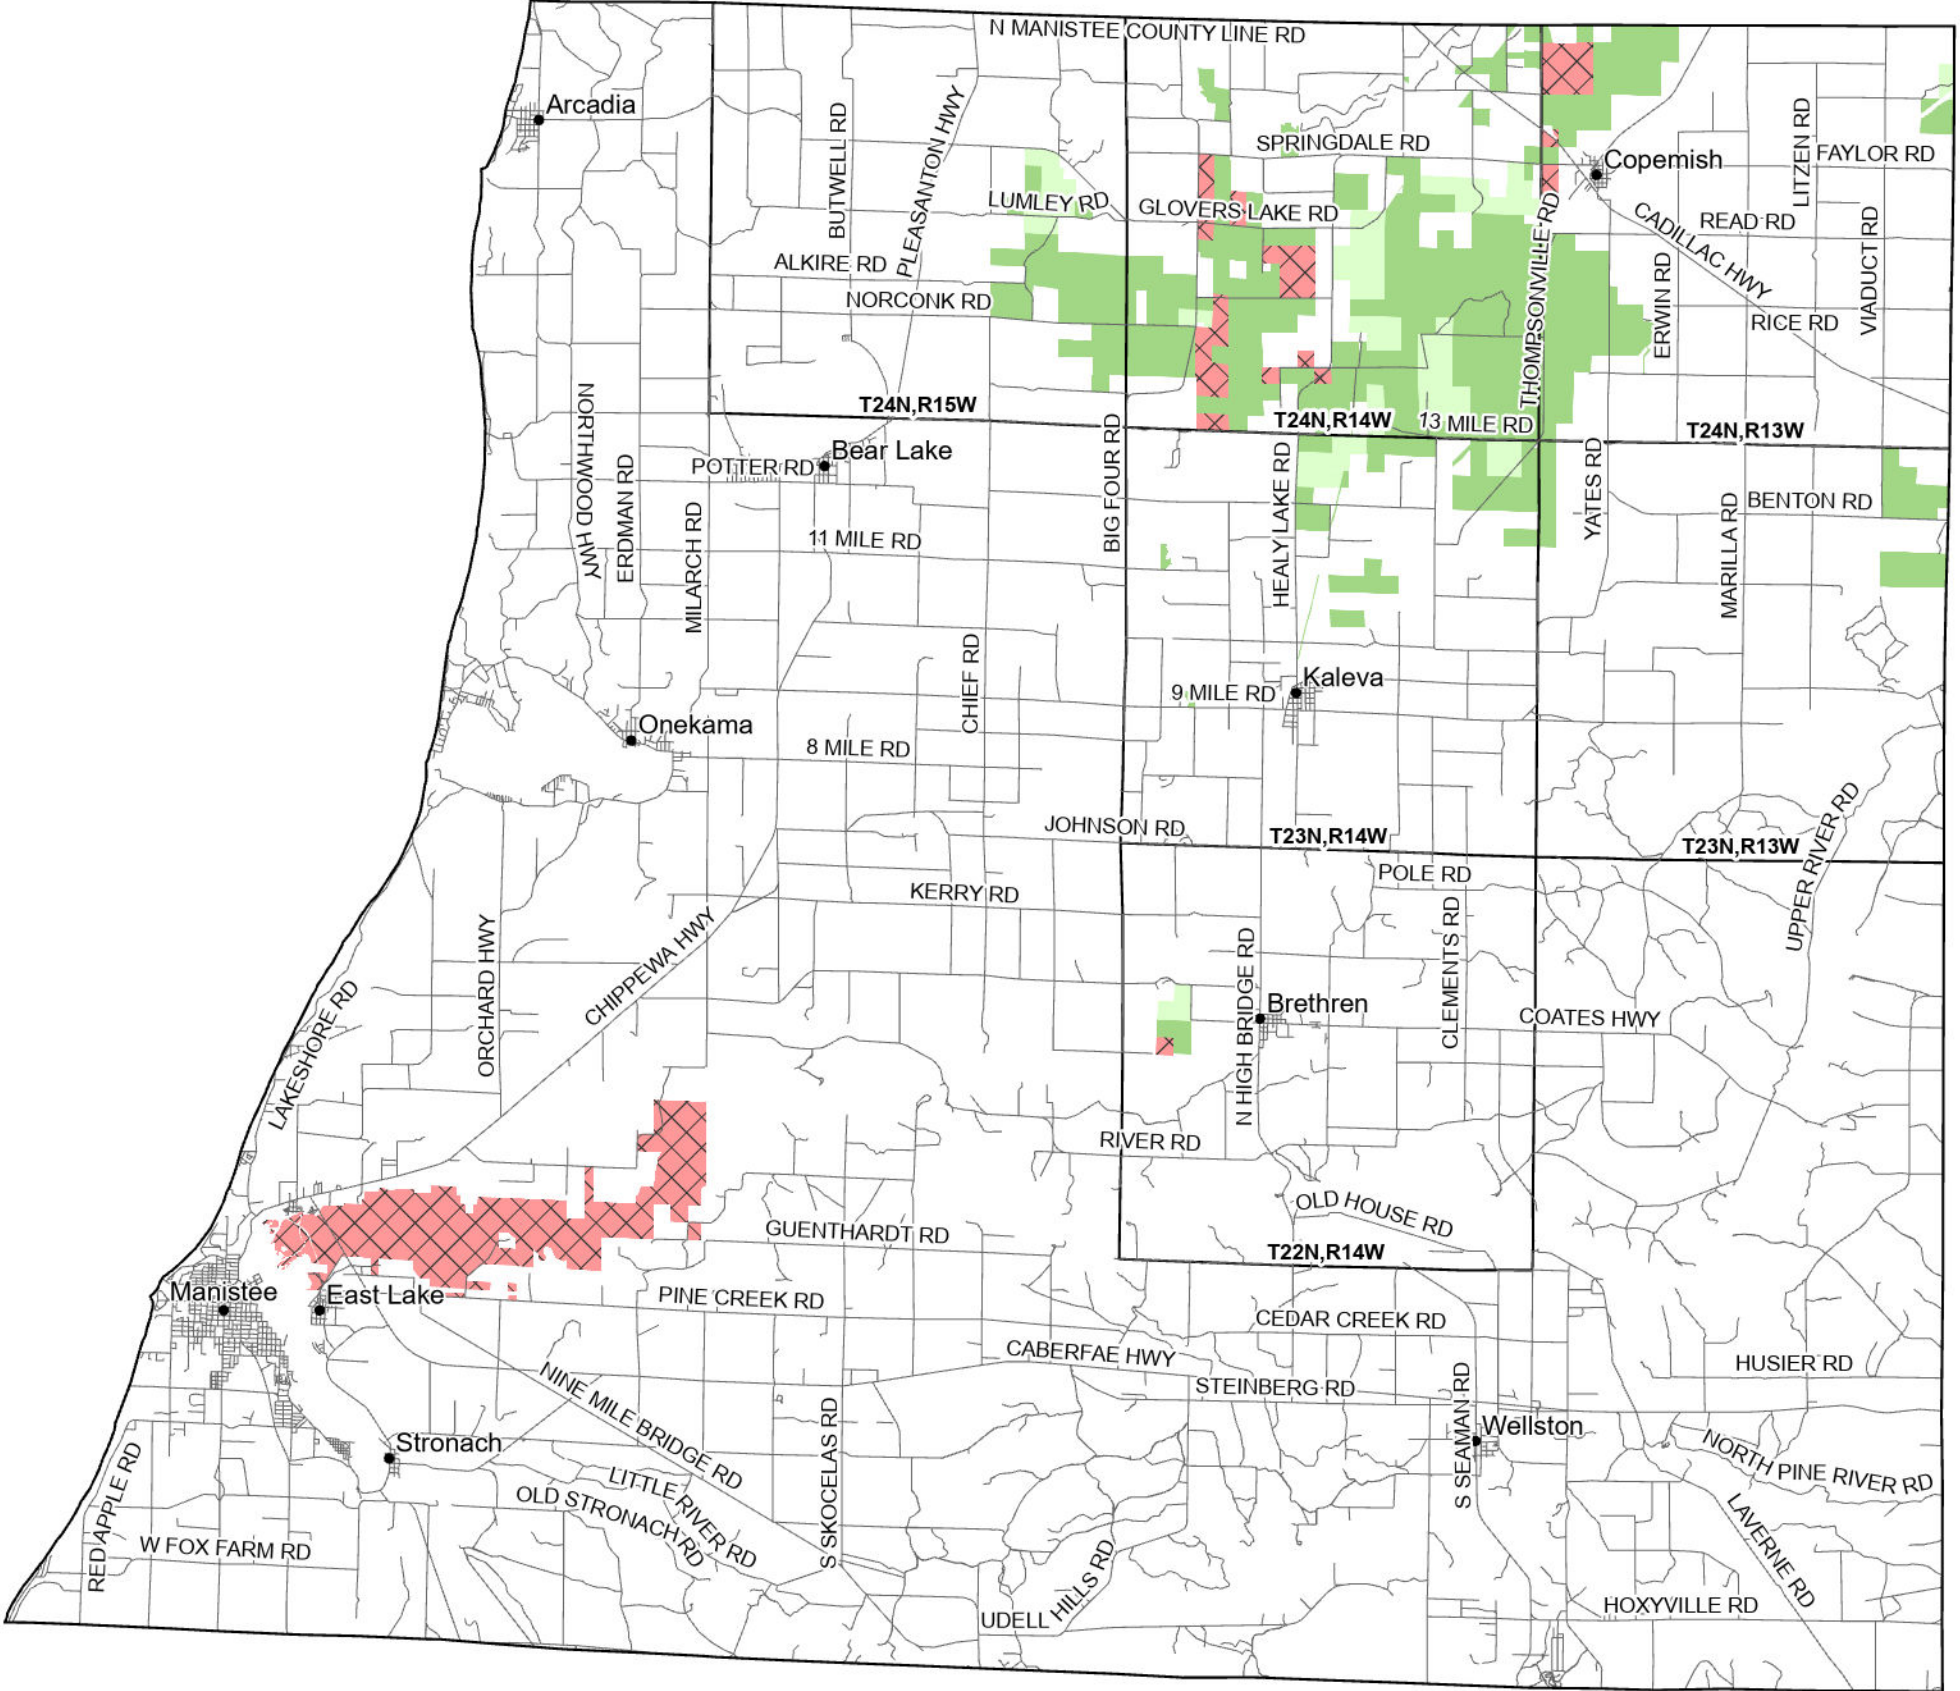 N MANISTEE COUNTY LINE RD
Arcadia
BUTWELL RD
PLEASANTON HWY
SPRINGDALE RD
Copemish
LITZEN RD
FAYLOR RD
LUMLEY RD
GLOVERS LAKE RD
THOMPSONVILLE RD
CADILLAC HWY
READ RD
VIADUCT RD
ALKIRE RD
NORCONK RD
ERWIN RD
RICE RD
T24N,R15W
T24N,R14W
13 MILE RD
T24N,R13W
NORTHWOOD HWY
ERDMAN RD
MILARCH RD
POTTER RD
Bear Lake
BIG FOUR RD
HEALY LAKE RD
YATES RD
MARILLA RD
BENTON RD
11 MILE RD
CHIEF RD
9 MILE RD
Kaleva
Onekama
8 MILE RD
JOHNSON RD
T23N,R14W
T23N,R13W
UPPER RIVER RD
POLE RD
KERRY RD
CLEMENTS RD
ORCHARD HWY
CHIPPEWA HWY
N HIGH BRIDGE RD
Brethren
COATES HWY
LAKESHORE RD
RIVER RD
OLD HOUSE RD
GUENTHARDT RD
T22N,R14W
Manistee
East Lake
PINE CREEK RD
CEDAR CREEK RD
CABERFAE HWY
HUSIER RD
STEINBERG RD
NINE MILE BRIDGE RD
S SKOCELAS RD
S SEAMAN RD
Wellston
Stronach
NORTH PINE RIVER RD
RED APPLE RD
LITTLE RIVER RD
OLD STRONACH RD
LAVERNE RD
W FOX FARM RD
UDELL HILLS RD
HOXYVILLE RD